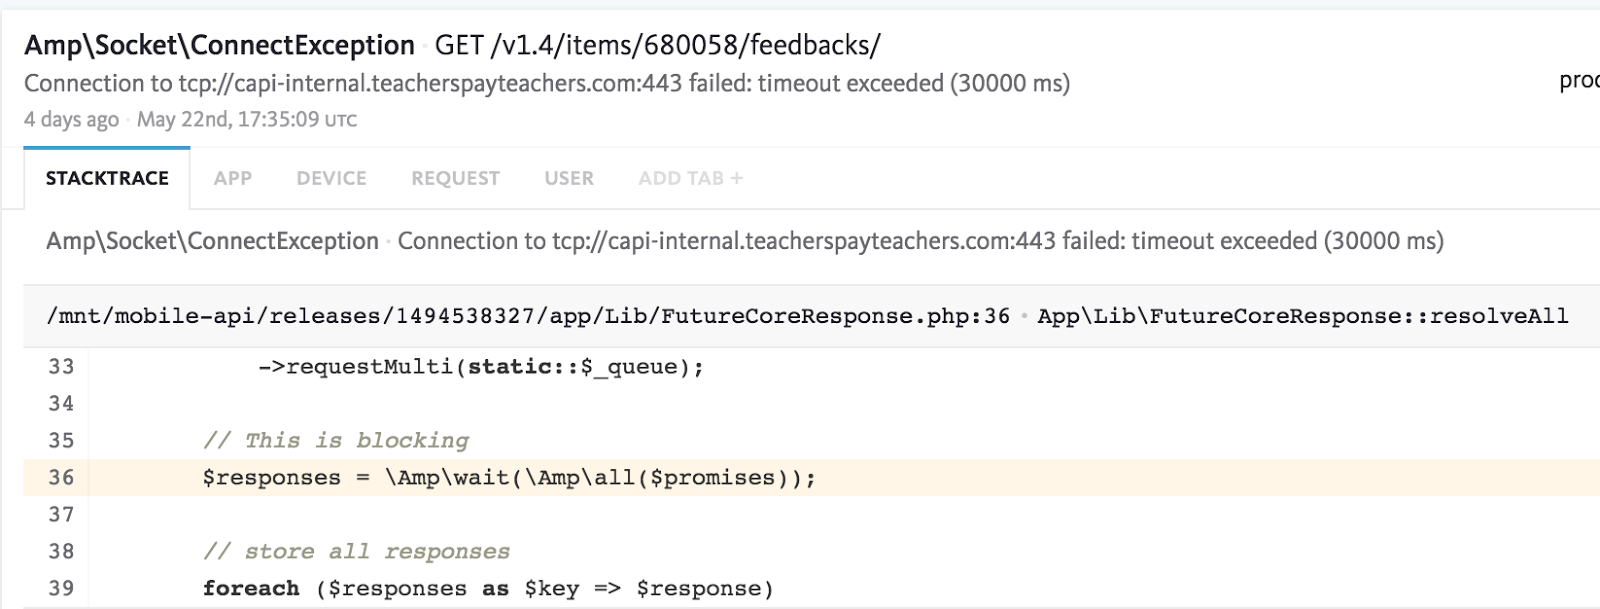 Amp\Socket\ConnectException · GET /v1.4/items/680058/feedbacks/
Connection to tcp://capi-internal.teacherspayteachers.com:443 failed: timeout exceeded (30000 ms)
proc
4 days ago · May 22nd, 17:35:09 UTC
STACKTRACE APP DEVICE REQUEST USER ADD TAB +
Amp\Socket\ConnectException · Connection to tcp://capi-internal.teacherspayteachers.com:443 failed: timeout exceeded (30000 ms)
/mnt/mobile-api/releases/1494538327/app/Lib/FutureCoreResponse.php:36 · App\Lib\FutureCoreResponse::resolveAll
33 ->requestMulti(static::$_queue);
34
35 // This is blocking
36 $responses = \Amp\wait(\Amp\all($promises));
37
38 // store all responses
39 foreach ($responses as $key => $response)